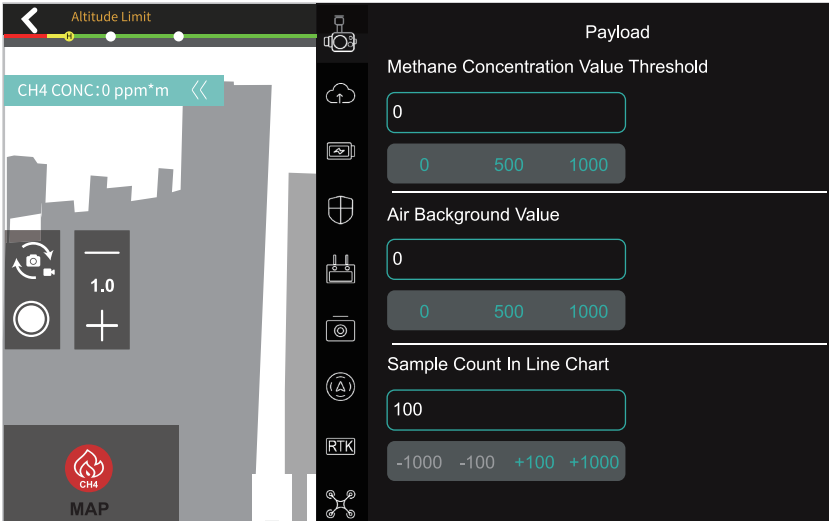 Altitude Limit
H
CH4 CONC:0 ppm*m
1.0
CH4
MAP
RTK
Payload
Methane Concentration Value Threshold
0
0 500 1000
Air Background Value
0
0 500 1000
Sample Count In Line Chart
100
-1000 -100 +100 +1000